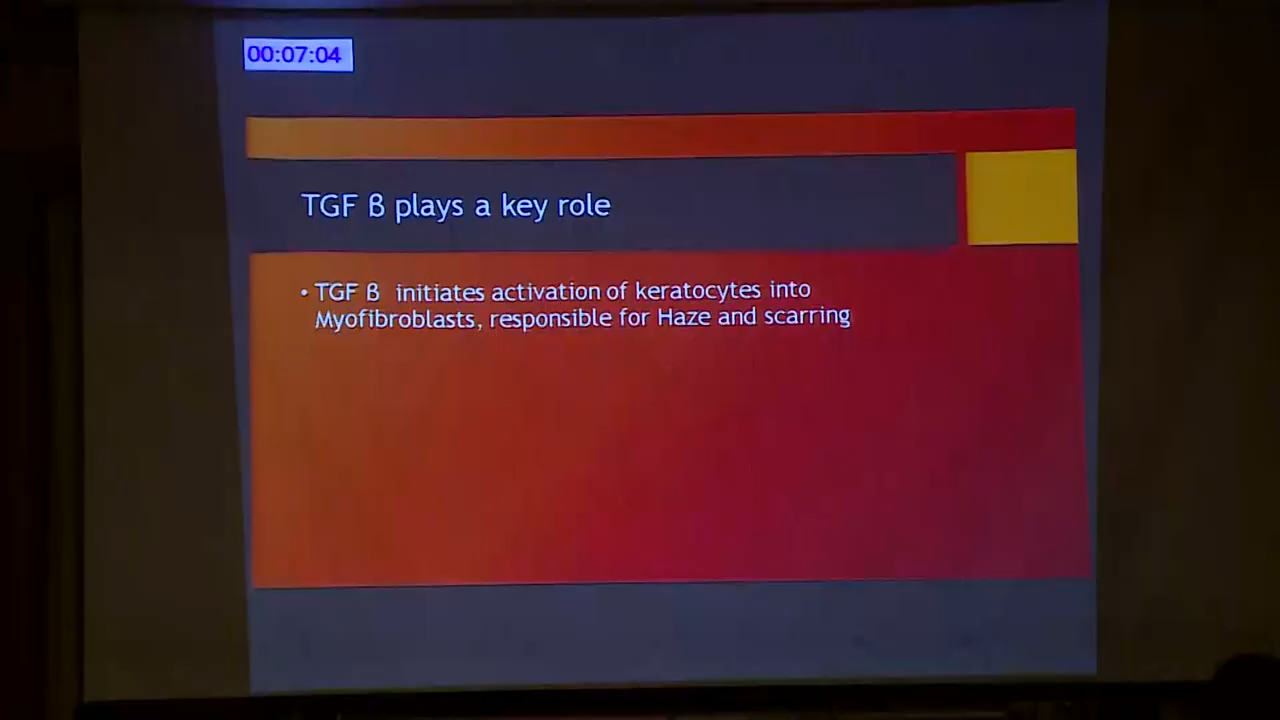 00:07:04
TGF β plays a key role
• TGF β initiates activation of keratocytes into
Myofibroblasts, responsible for Haze and scarring